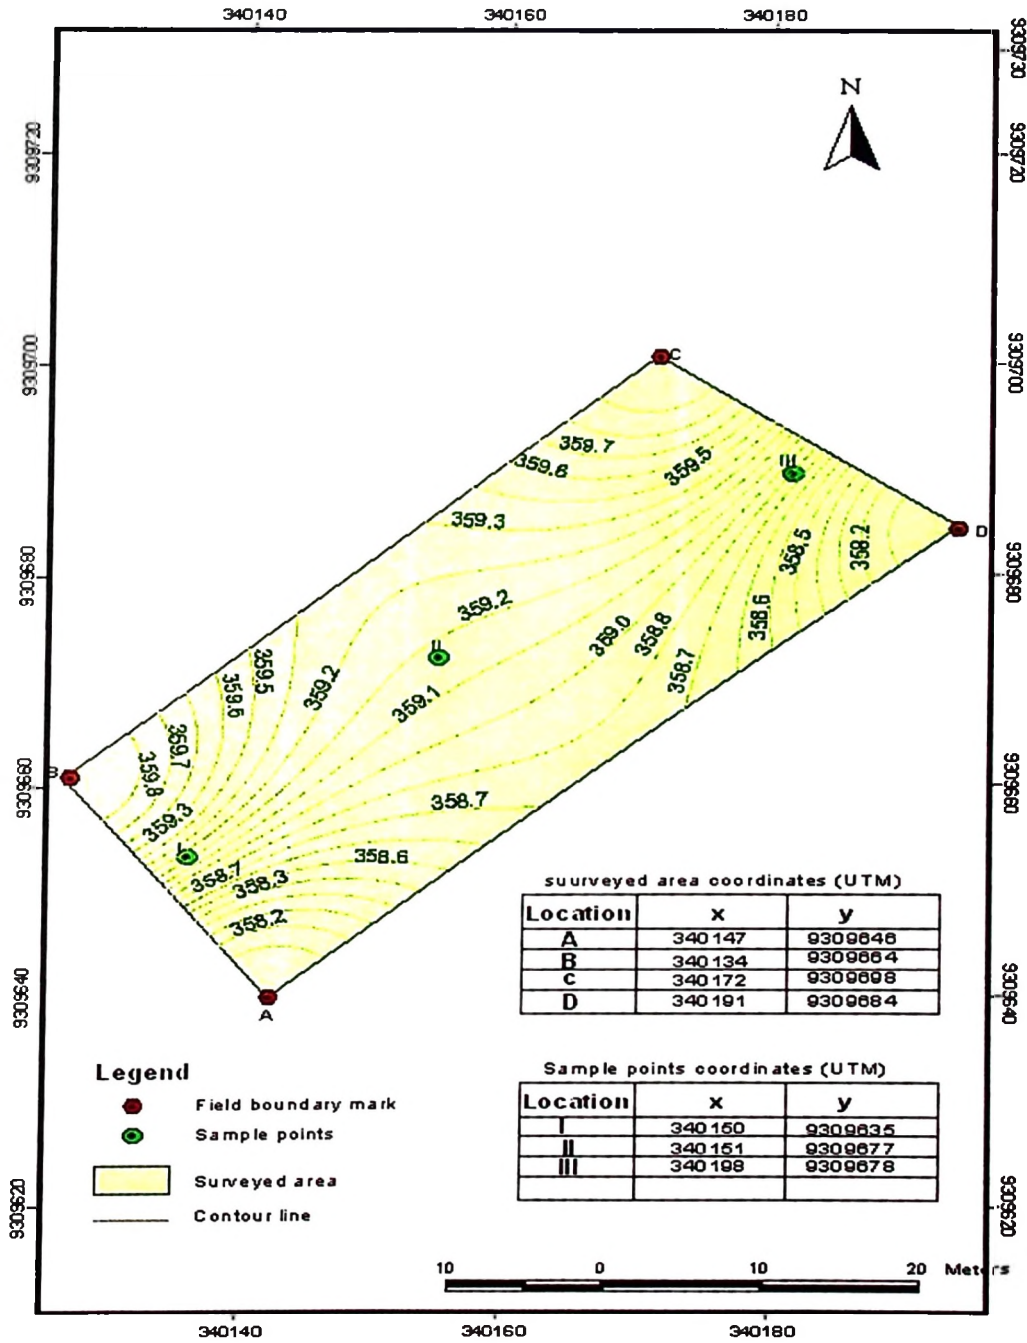 340140 340160 340180
9309730
9309720 9309720
N
9309700 9309700
C
359.7
359.6
359.5
III
359.3
D
358.5
358.2
9309680 9309680
359.2
358.6
II
359.0
358.8
358.7
359.5
359.6
359.2
359.1
B
359.7
359.8
9309660 9309660
358.7
359.3
I
358.6
358.7
358.3
358.2
suurveyed area coordinates (UTM)
Location x y
A 340147 9309646
B 340134 9309664
C 340172 9309698
D 340191 9309684
9309640 9309640
A
Legend
Field boundary mark
Sample points
Surveyed area
Contour line
Sample points coordinates (UTM)
Location x y
I 340150 9309635
II 340151 9309677
III 340198 9309678
9309620 9309620
10 0 10 20 Meters
340140 340160 340180